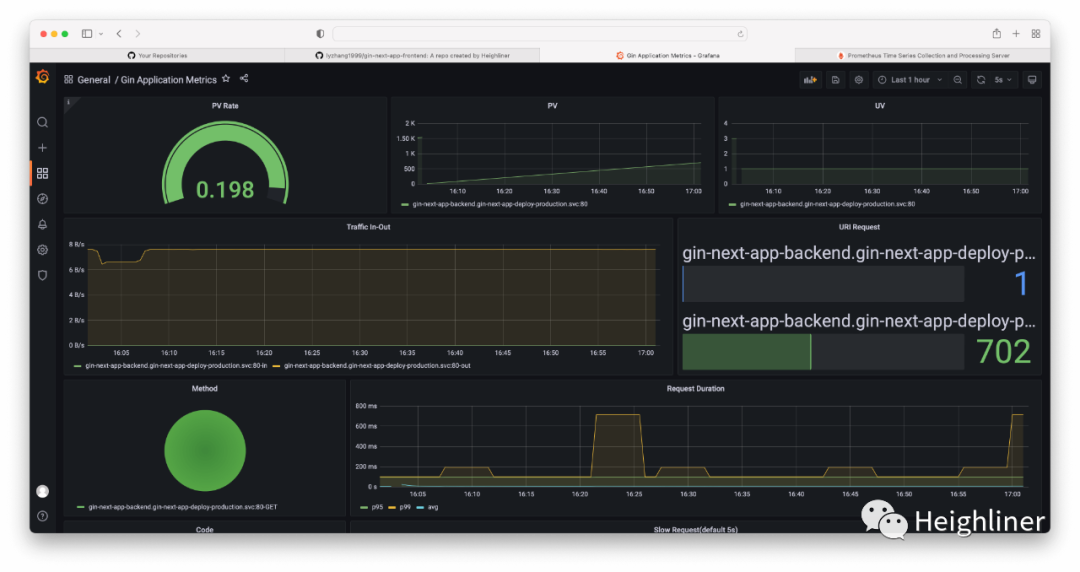 Your Repositories
lyzhang1999/gin-next-app-frontend: A repo created by Heighliner
Gin Application Metrics - Grafana
Prometheus Time Series Collection and Processing Server
General / Gin Application Metrics
Last 1 hour
5s
PV Rate
0.198
PV
2 K
1.50 K
1 K
500
0
16:10 16:20 16:30 16:40 16:50 17:00
gin-next-app-backend.gin-next-app-deploy-production.svc:80
UV
4
3
2
1
0
16:10 16:20 16:30 16:40 16:50 17:00
gin-next-app-backend.gin-next-app-deploy-production.svc:80
Traffic In-Out
8 B/s
6 B/s
4 B/s
2 B/s
0 B/s
16:05 16:10 16:15 16:20 16:25 16:30 16:35 16:40 16:45 16:50 16:55 17:00
gin-next-app-backend.gin-next-app-deploy-production.svc:80-in gin-next-app-backend.gin-next-app-deploy-production.svc:80-out
URI Request
gin-next-app-backend.gin-next-app-deploy-p...
1
gin-next-app-backend.gin-next-app-deploy-p...
702
Method
gin-next-app-backend.gin-next-app-deploy-production.svc:80-GET
Request Duration
800 ms
600 ms
400 ms
200 ms
0 s
16:05 16:10 16:15 16:20 16:25 16:30 16:35 16:40 16:45 16:50 16:55 17:00
p95 p99 avg
Code
Slow Request(default 5s)
Heighliner